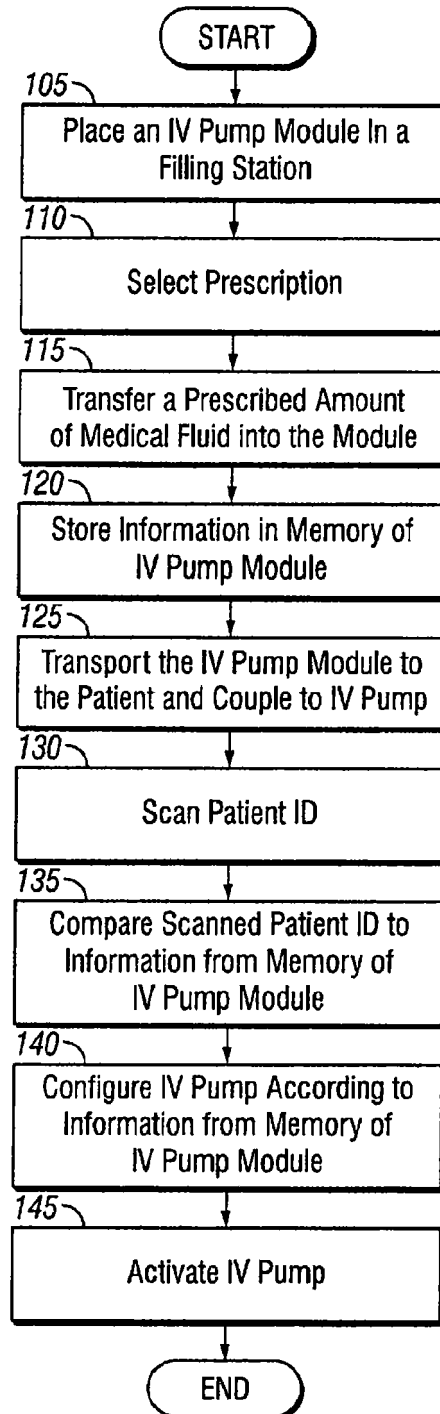 START
105
Place an IV Pump Module In a
Filling Station
110
Select Prescription
115
Transfer a Prescribed Amount
of Medical Fluid into the Module
120
Store Information in Memory of
IV Pump Module
125
Transport the IV Pump Module to
the Patient and Couple to IV Pump
130
Scan Patient ID
135
Compare Scanned Patient ID to
Information from Memory of
IV Pump Module
140
Configure IV Pump According to
Information from Memory of
IV Pump Module
145
Activate IV Pump
END